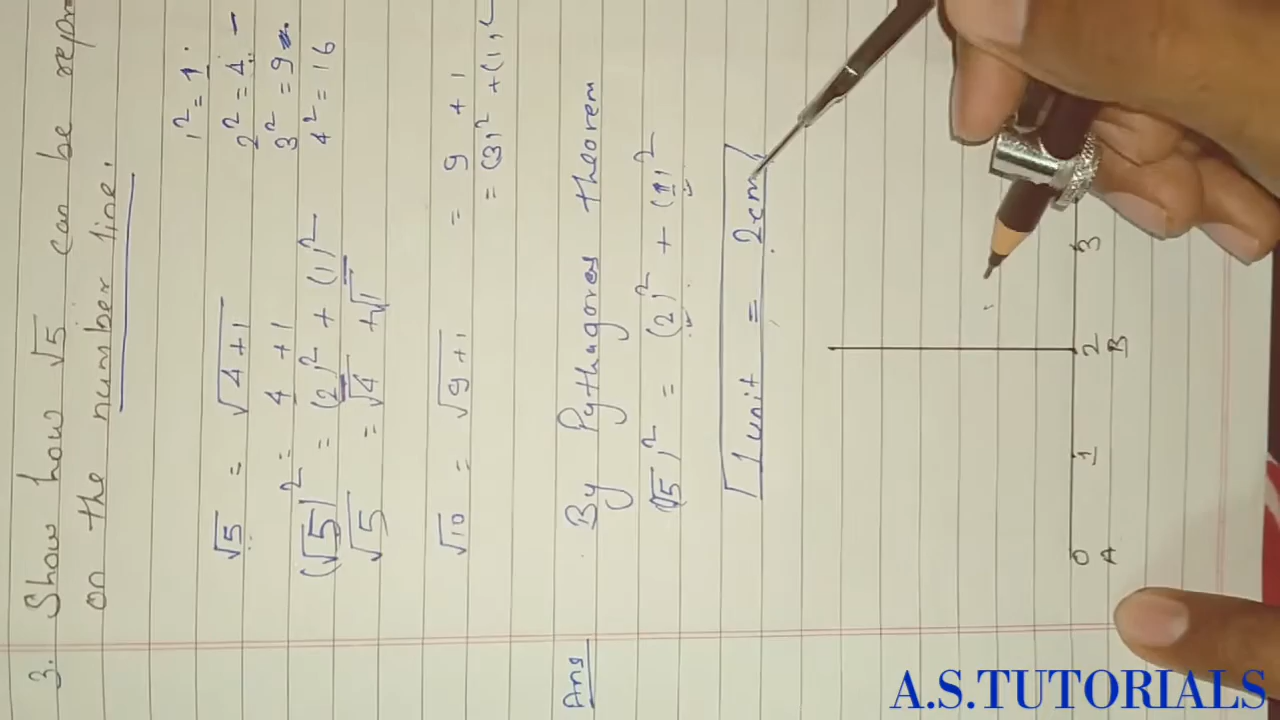 3. Show how √5 can be repr
on the number line.
1² = 1.
√5 = √4+1 2² = 4
= 4 + 1 3² = 9
(√5)² = (2)² + (1)² 4² = 16
√5 = √4 + √1
√10 = √9+1 = 9 + 1
= (3)² + (1)²
Ans By Pythagoras theorem
(√5)² = (2)² + (1)²
1 unit = 2cm
0 1 2 3
A B
A.S.TUTORIALS